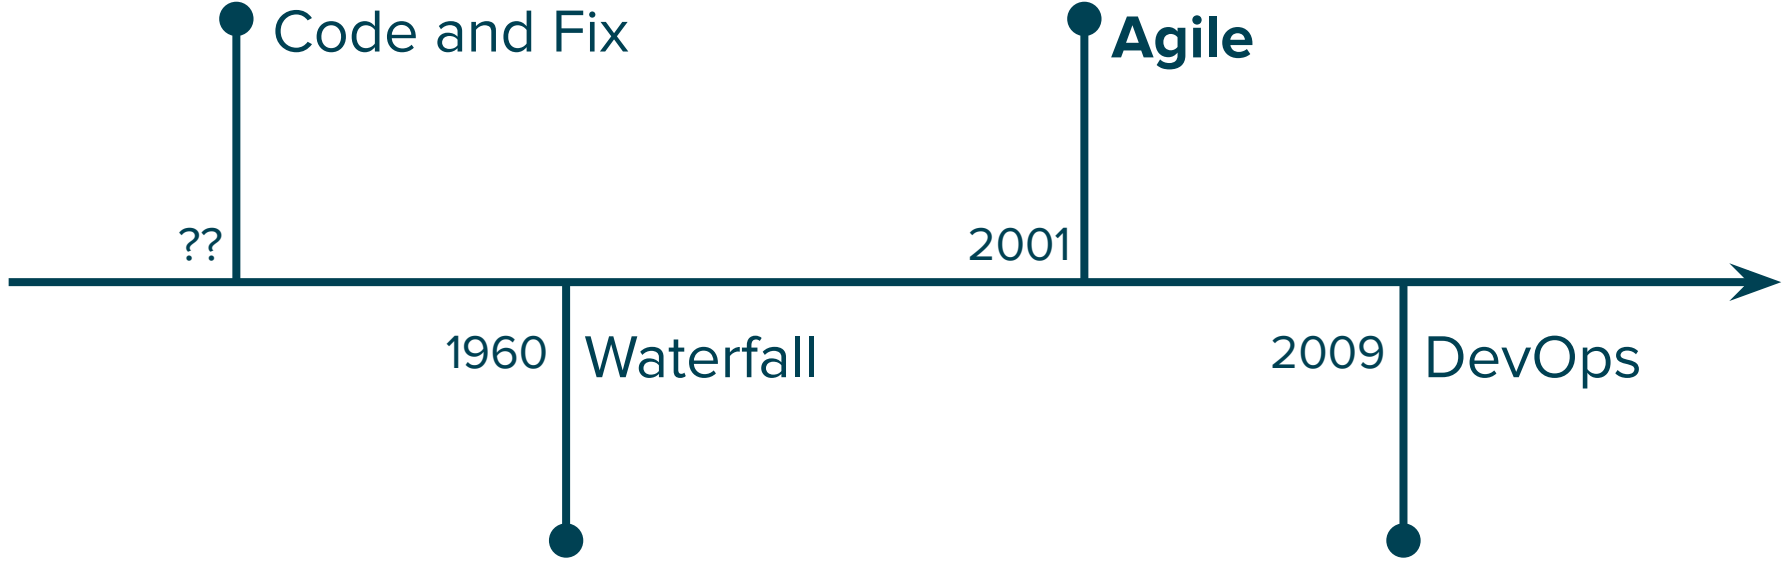 Code and Fix
Agile
??
2001
1960
Waterfall
2009
DevOps